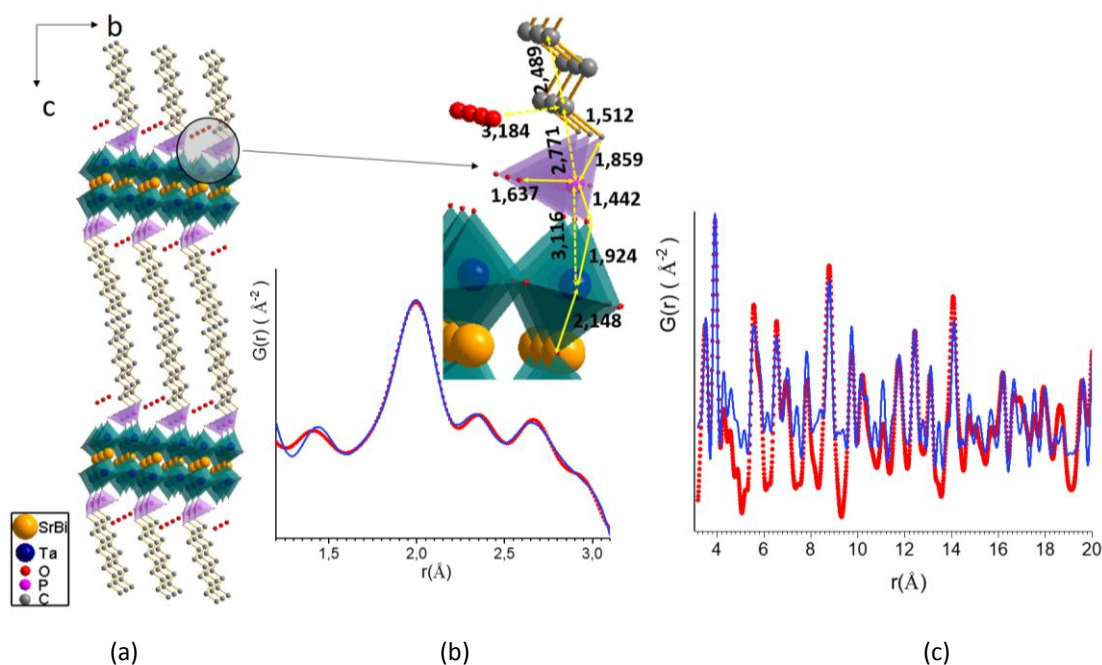 b
c
SrBi
Ta
O
P
C
2,489
1,512
3,184
2,771
1,859
1,637
1,442
3,116
1,924
2,148
G(r) ( Å⁻²)
1,5
2,0
2,5
3,0
r(Å)
G(r) ( Å⁻²)
4
6
8
10
12
14
16
18
20
r(Å)
(a)
(b)
(c)